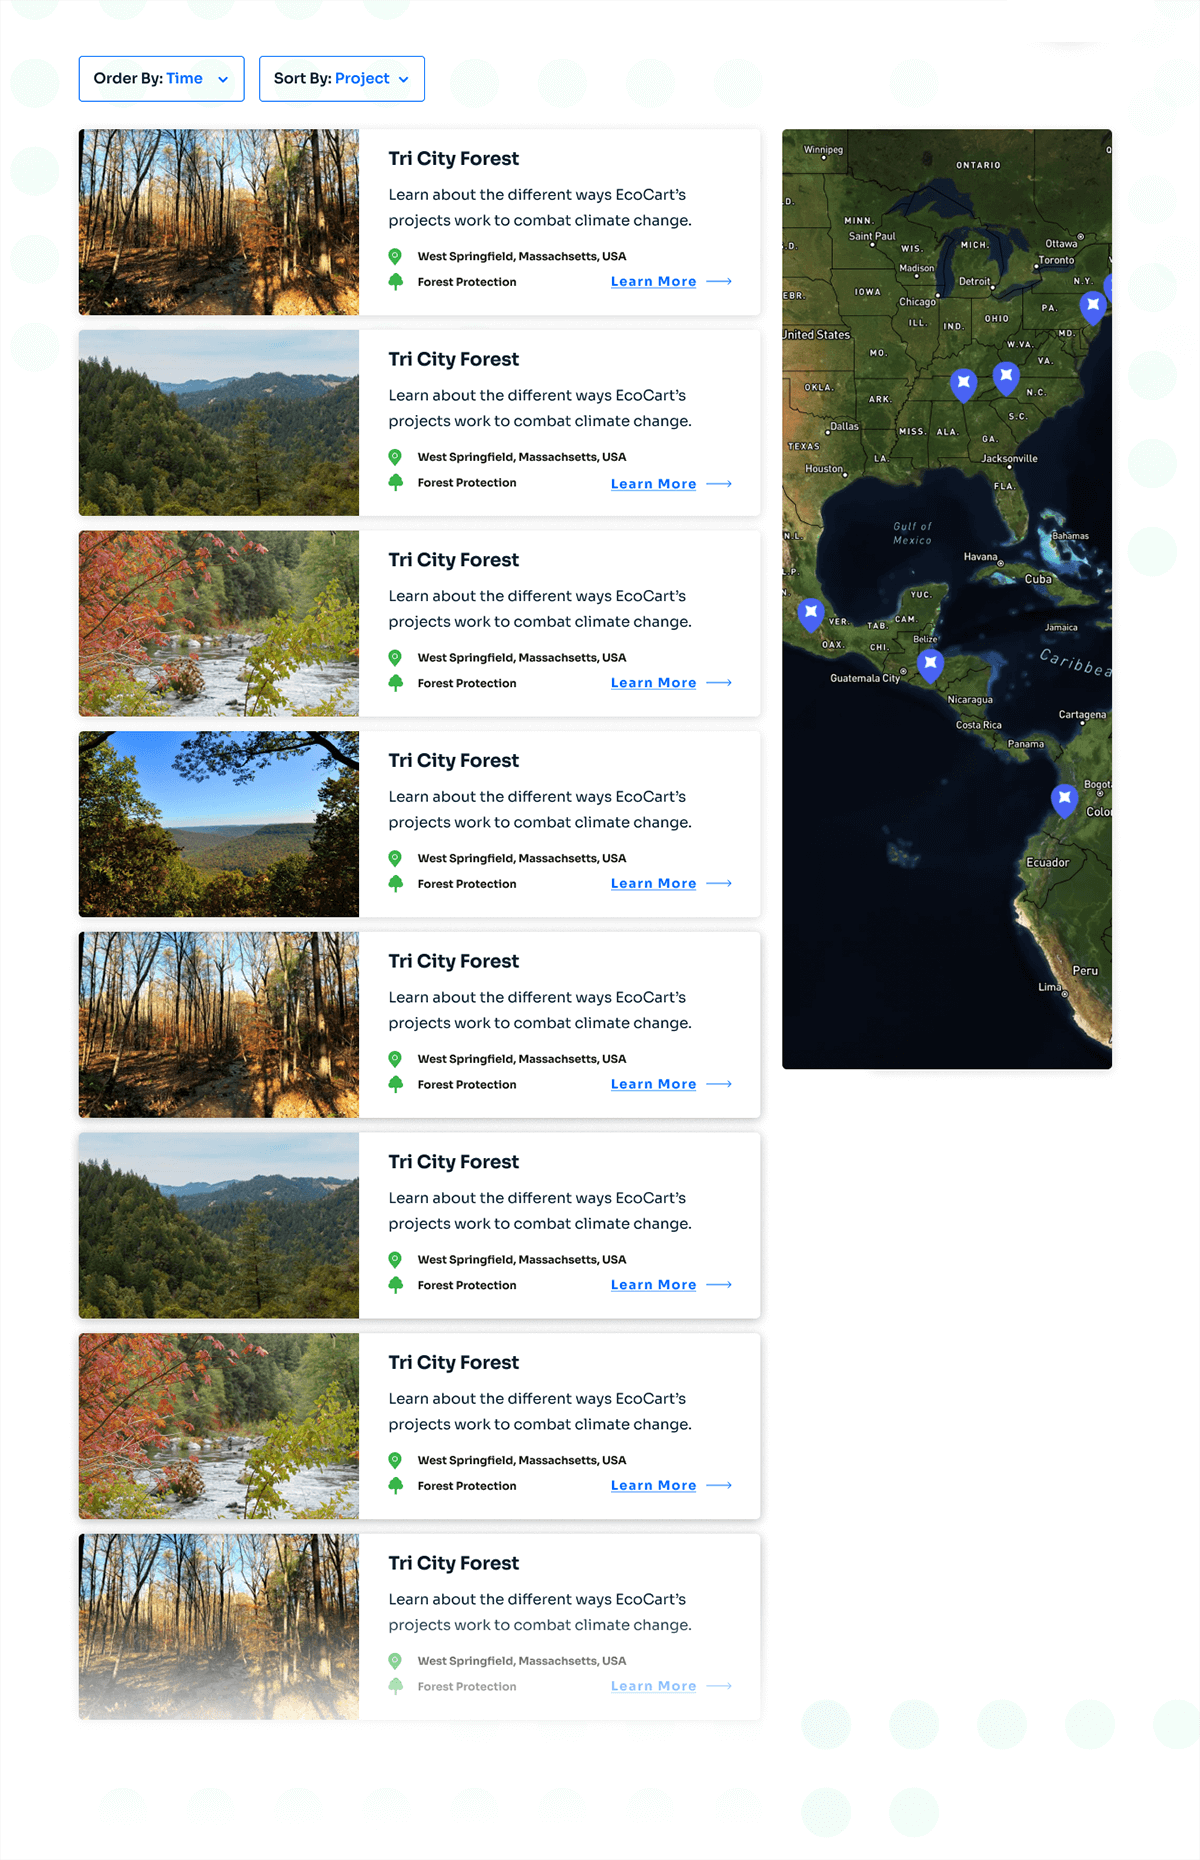 Order By: Time
Sort By: Project
Tri City Forest
Learn about the different ways EcoCart’s
projects work to combat climate change.
West Springfield, Massachusetts, USA
Forest Protection
Learn More
Tri City Forest
Learn about the different ways EcoCart’s
projects work to combat climate change.
West Springfield, Massachusetts, USA
Forest Protection
Learn More
Tri City Forest
Learn about the different ways EcoCart’s
projects work to combat climate change.
West Springfield, Massachusetts, USA
Forest Protection
Learn More
Tri City Forest
Learn about the different ways EcoCart’s
projects work to combat climate change.
West Springfield, Massachusetts, USA
Forest Protection
Learn More
Tri City Forest
Learn about the different ways EcoCart’s
projects work to combat climate change.
West Springfield, Massachusetts, USA
Forest Protection
Learn More
Tri City Forest
Learn about the different ways EcoCart’s
projects work to combat climate change.
West Springfield, Massachusetts, USA
Forest Protection
Learn More
Tri City Forest
Learn about the different ways EcoCart’s
projects work to combat climate change.
West Springfield, Massachusetts, USA
Forest Protection
Learn More
Tri City Forest
Learn about the different ways EcoCart’s
projects work to combat climate change.
West Springfield, Massachusetts, USA
Forest Protection
Learn More
Winnipeg
ONTARIO
MINN.
Saint Paul
WIS.
MICH.
Ottawa
Toronto
Madison
Detroit
N.Y.
IOWA
Chicago
PA.
ILL.
IND.
OHIO
MD.
United States
W.VA.
MO.
VA.
OKLA.
ARK.
N.C.
S.C.
Dallas
MISS.
ALA.
GA.
TEXAS
LA.
Jacksonville
Houston
FLA.
Gulf of
Mexico
Bahamas
Havana
Cuba
YUC.
VER.
TAB.
CAM.
Jamaica
OAX.
CHI.
Belize
Caribbea
Guatemala City
Nicaragua
Cartagena
Costa Rica
Panama
Bogot
Colo
Ecuador
Peru
Lima